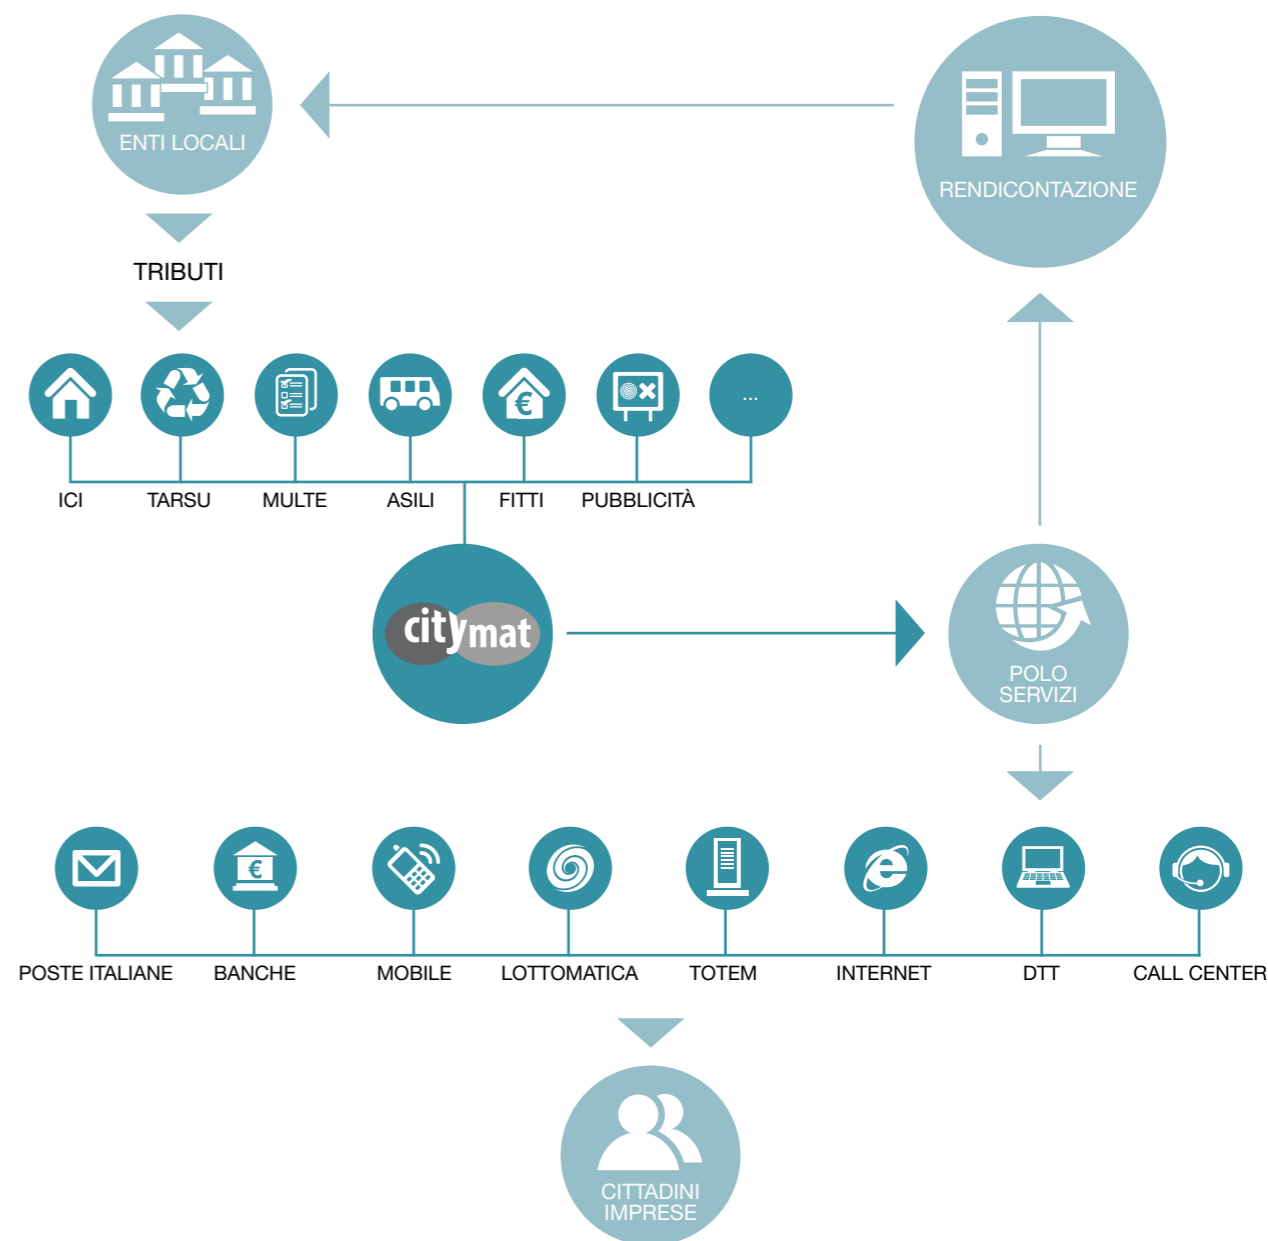 ENTI LOCALI
RENDICONTAZIONE
TRIBUTI
...
ICI
TARSU
MULTE
ASILI
FITTI
PUBBLICITÀ
citymat
POLO
SERVIZI
POSTE ITALIANE
BANCHE
MOBILE
LOTTOMATICA
TOTEM
INTERNET
DTT
CALL CENTER
CITTADINI
IMPRESE